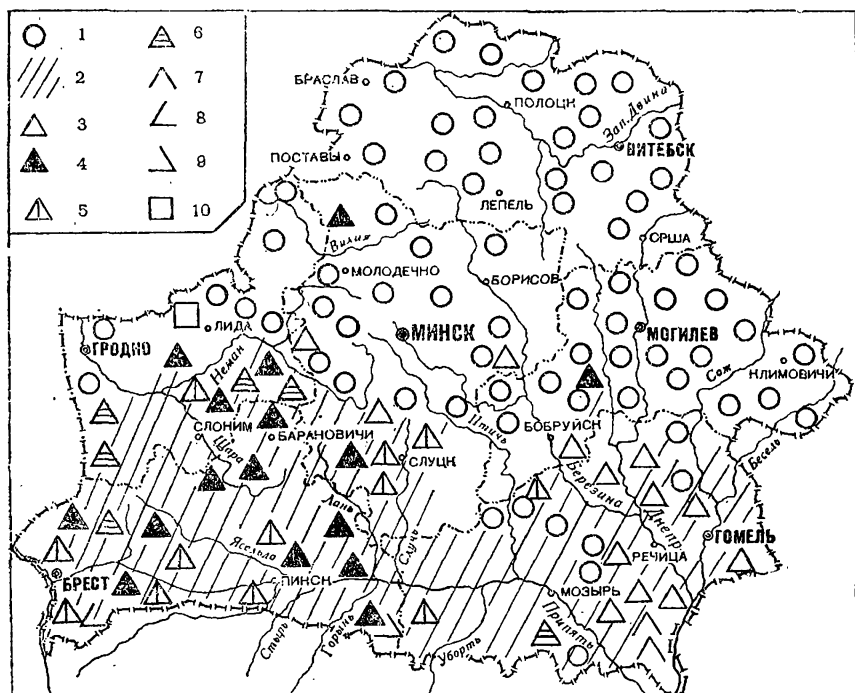 1 6
2 7
3 8
4 9
5 10
БРАСЛАВ
ПОЛОЦК
Зап. Двина
ВИТЕБСК
ПОСТАВЫ
ЛЕПЕЛЬ
ОРША
Вилия
МОЛОДЕЧНО
БОРИСОВ
МИНСК
МОГИЛЕВ
ЛИДА
ГРОДНО
Неман
Сож
КЛИМОВИЧИ
СЛОНИМ
БАРАНОВИЧИ
Щара
Птичь
БОБРУЙСК
СЛУЦК
Березина
Беседь
Лань
Случь
Днепр
ГОМЕЛЬ
Ясельда
РЕЧИЦА
БРЕСТ
ПИНСК
МОЗЫРЬ
Припять
Стырь
Горынь
Уборть